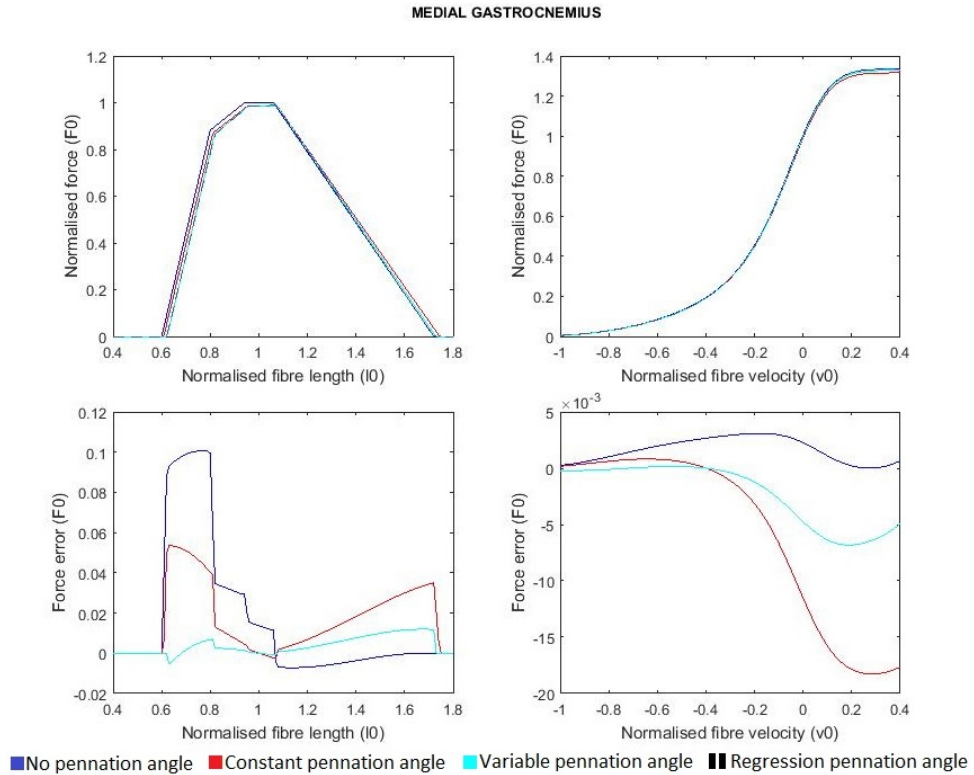 MEDIAL GASTROCNEMIUS
1.2
1
0.8
0.6
0.4
0.2
0
0.4 0.6 0.8 1 1.2 1.4 1.6 1.8
Normalised force (F0)
Normalised fibre length (l0)
1.4
1.2
1
0.8
0.6
0.4
0.2
0
-1 -0.8 -0.6 -0.4 -0.2 0 0.2 0.4
Normalised force (F0)
Normalised fibre velocity (v0)
0.12
0.1
0.08
0.06
0.04
0.02
0
-0.02
0.4 0.6 0.8 1 1.2 1.4 1.6 1.8
Force error (F0)
Normalised fibre length (l0)
× 10-3
5
0
-5
-10
-15
-20
-1 -0.8 -0.6 -0.4 -0.2 0 0.2 0.4
Force error (F0)
Normalised fibre velocity (v0)
No pennation angle Constant pennation angle Variable pennation angle Regression pennation angle